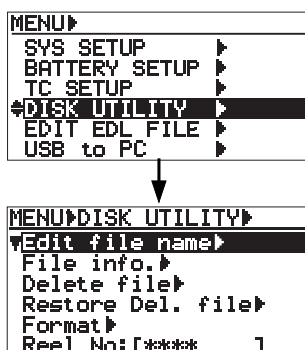 MENU▶
SYS SETUP ▶
BATTERY SETUP ▶
TC SETUP ▶
DISK UTILITY ▶
EDIT EDL FILE ▶
USB to PC ▶
MENU▶DISK UTILITY▶
Edit file name▶
File info.▶
Delete file▶
Restore Del. file▶
Format▶
Reel No:[**** ]